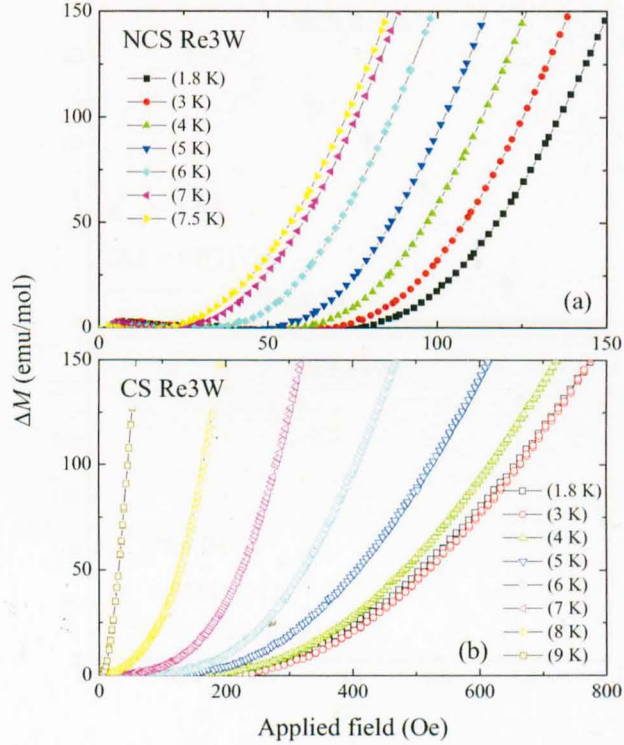 150
NCS Re3W
(1.8 K)
(3 K)
100
(4 K)
(5 K)
(6 K)
(7 K)
50
(7.5 K)
(a)
0
0 50 100 150
ΔM (emu/mol)
150
CS Re3W
100
(1.8 K)
(3 K)
(4 K)
50
(5 K)
(6 K)
(7 K)
(b)
(8 K)
(9 K)
0
0 200 400 600 800
Applied field (Oe)